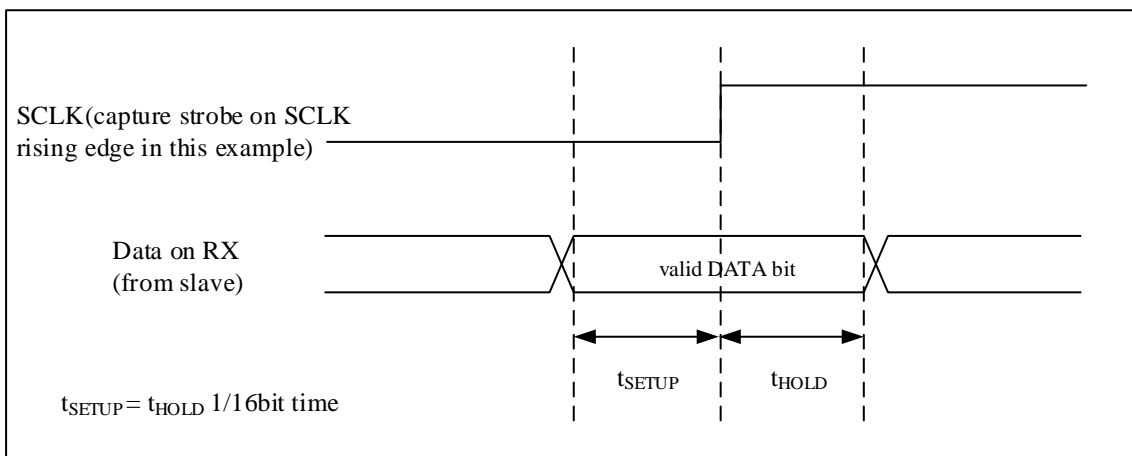 SCLK(capture strobe on SCLK
rising edge in this example)
Data on RX
(from slave)
valid DATA bit
tSETUP
tHOLD
tSETUP= tHOLD 1/16bit time